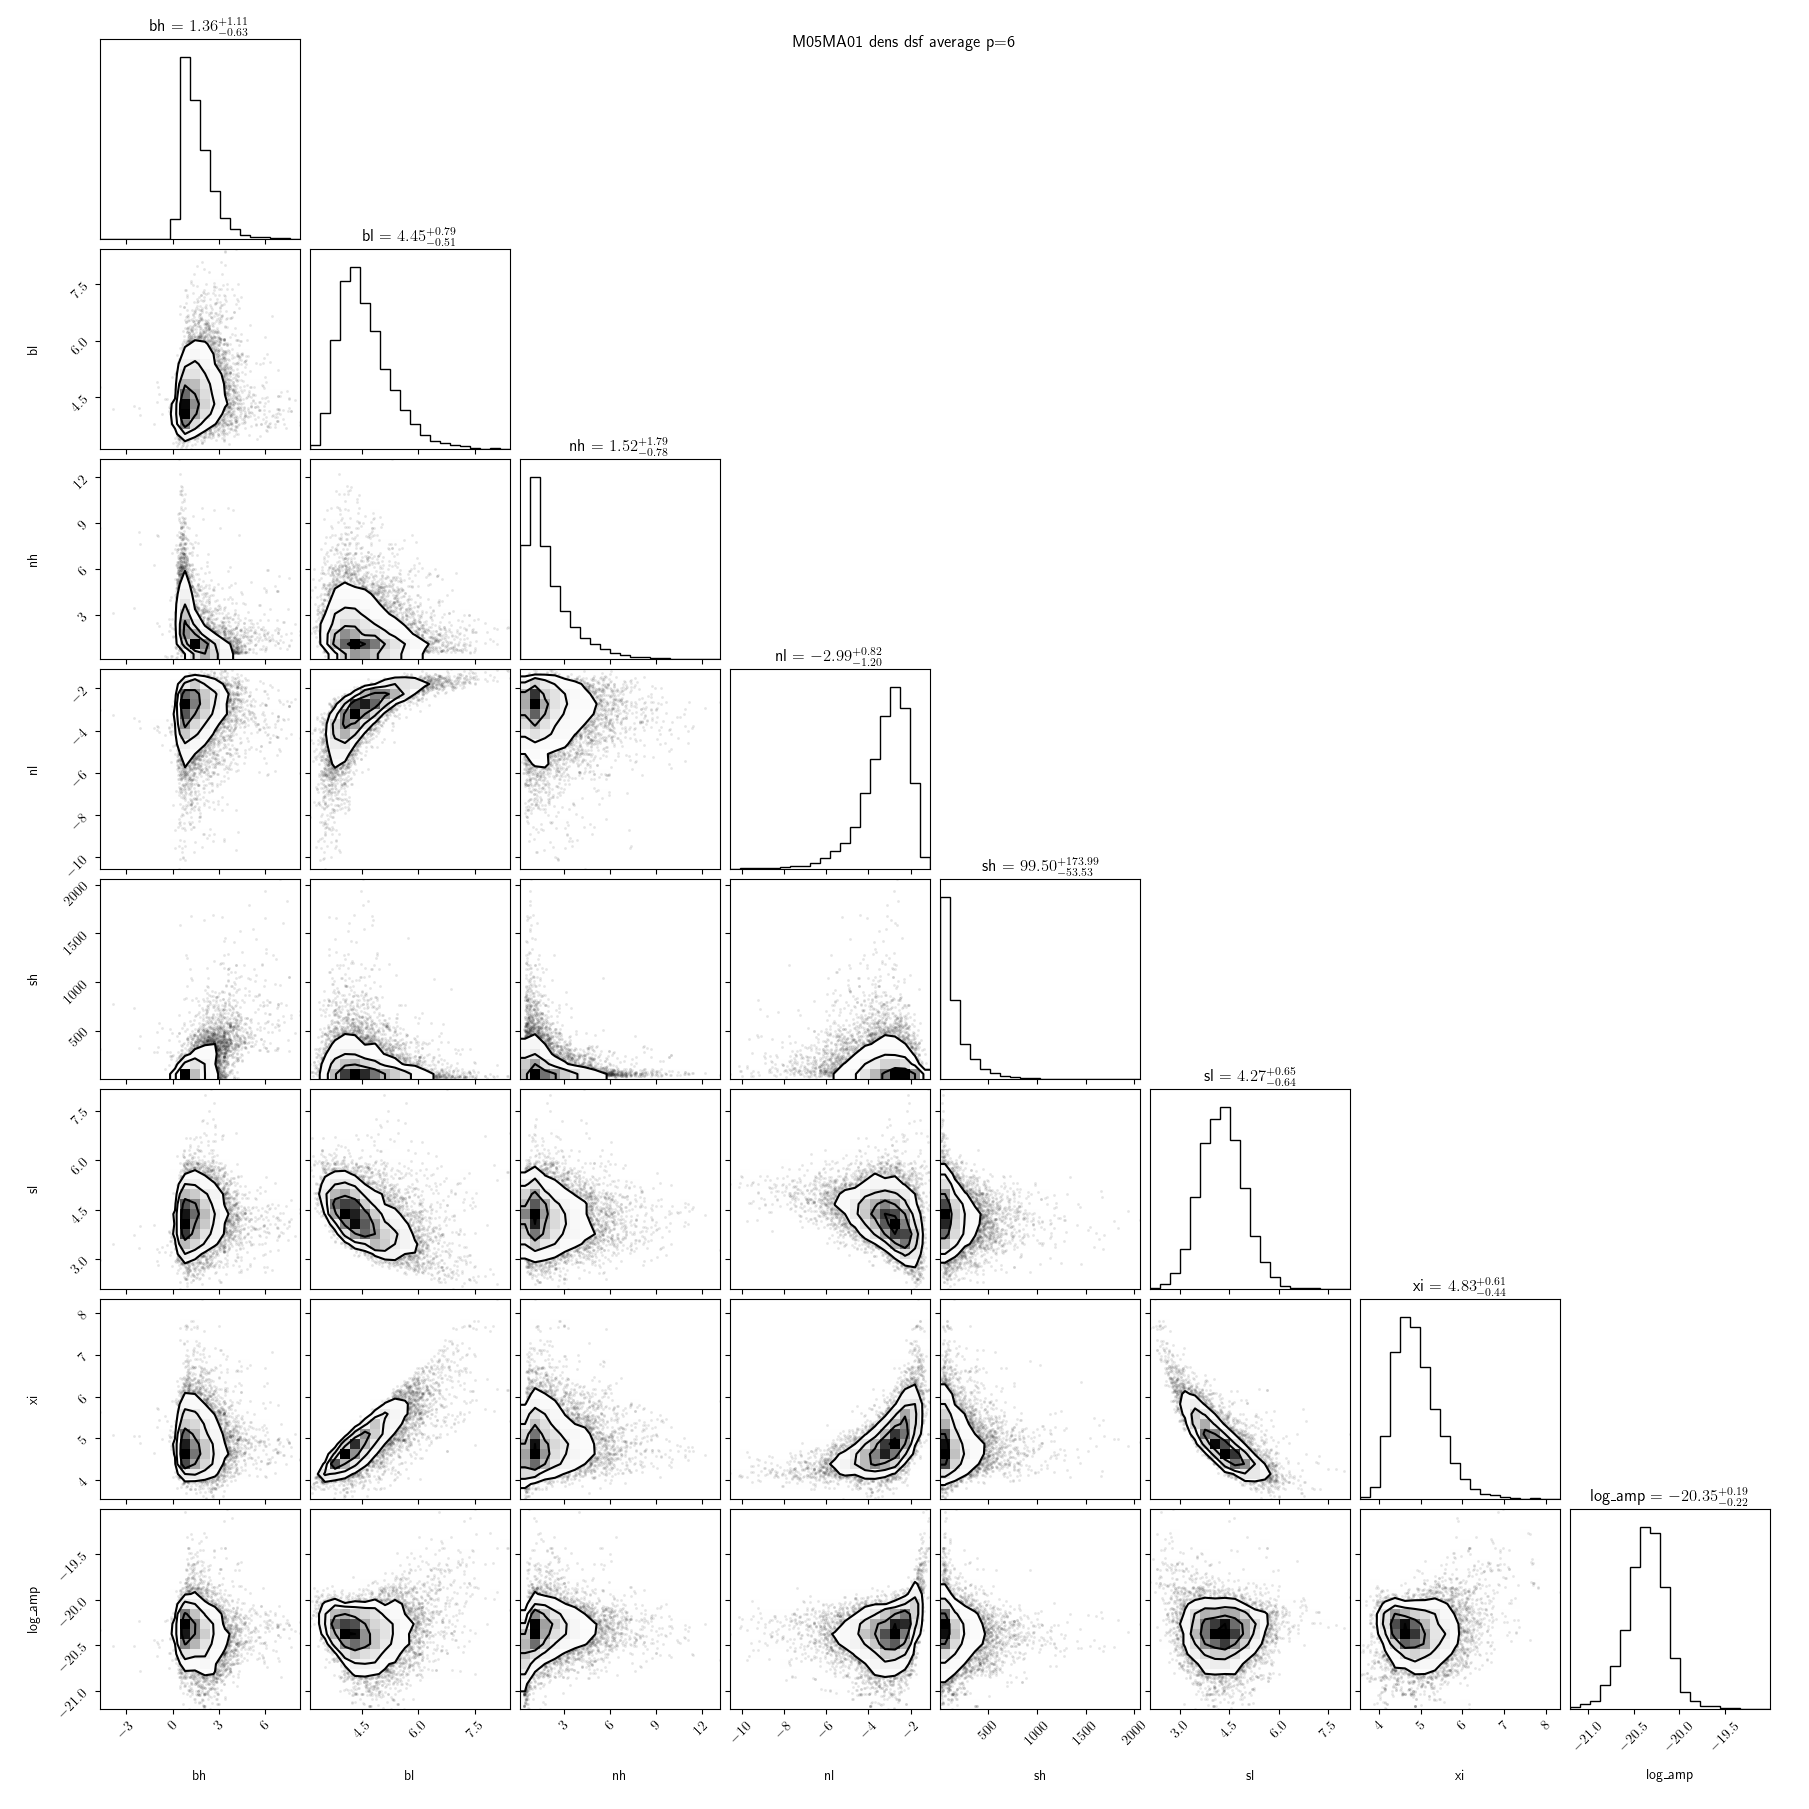 M05MA01 dens dsf average p=6
bh = 1.36+1.11−0.63
bl = 4.45+0.79−0.51
7.5
6.0
4.5
bl
nh = 1.52+1.79−0.78
12
9
6
3
nh
nl = −2.99+0.82−1.20
−2
−4
−6
−8
−10
nl
sh = 99.50+173.99−53.53
2000
1500
1000
500
sh
sl = 4.27+0.65−0.64
7.5
6.0
4.5
3.0
sl
xi = 4.83+0.61−0.44
8
7
6
5
4
xi
log_amp = −20.35+0.19−0.22
−19.5
−20.0
−20.5
−21.0
log_amp
−3 0 3 6
4.5 6.0 7.5
3 6 9 12
−10 −8 −6 −4 −2
500 1000 1500 2000
3.0 4.5 6.0 7.5
4 5 6 7 8
−21.0 −20.5 −20.0 −19.5
bh bl nh nl sh sl xi log_amp